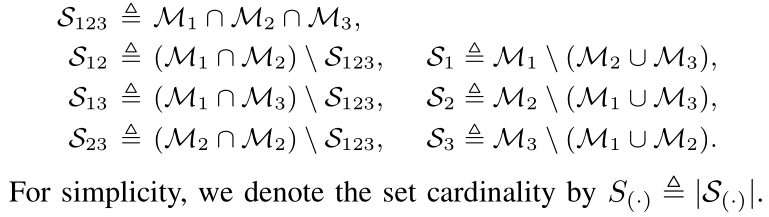 𝒮₁₂₃ ≜ ℳ₁ ∩ ℳ₂ ∩ ℳ₃,
𝒮₁₂ ≜ (ℳ₁ ∩ ℳ₂) \ 𝒮₁₂₃, 𝒮₁ ≜ ℳ₁ \ (ℳ₂ ∪ ℳ₃),
𝒮₁₃ ≜ (ℳ₁ ∩ ℳ₃) \ 𝒮₁₂₃, 𝒮₂ ≜ ℳ₂ \ (ℳ₁ ∪ ℳ₃),
𝒮₂₃ ≜ (ℳ₂ ∩ ℳ₂) \ 𝒮₁₂₃, 𝒮₃ ≜ ℳ₃ \ (ℳ₁ ∪ ℳ₂).
For simplicity, we denote the set cardinality by S₍.₎ ≜ |𝒮₍.₎|.